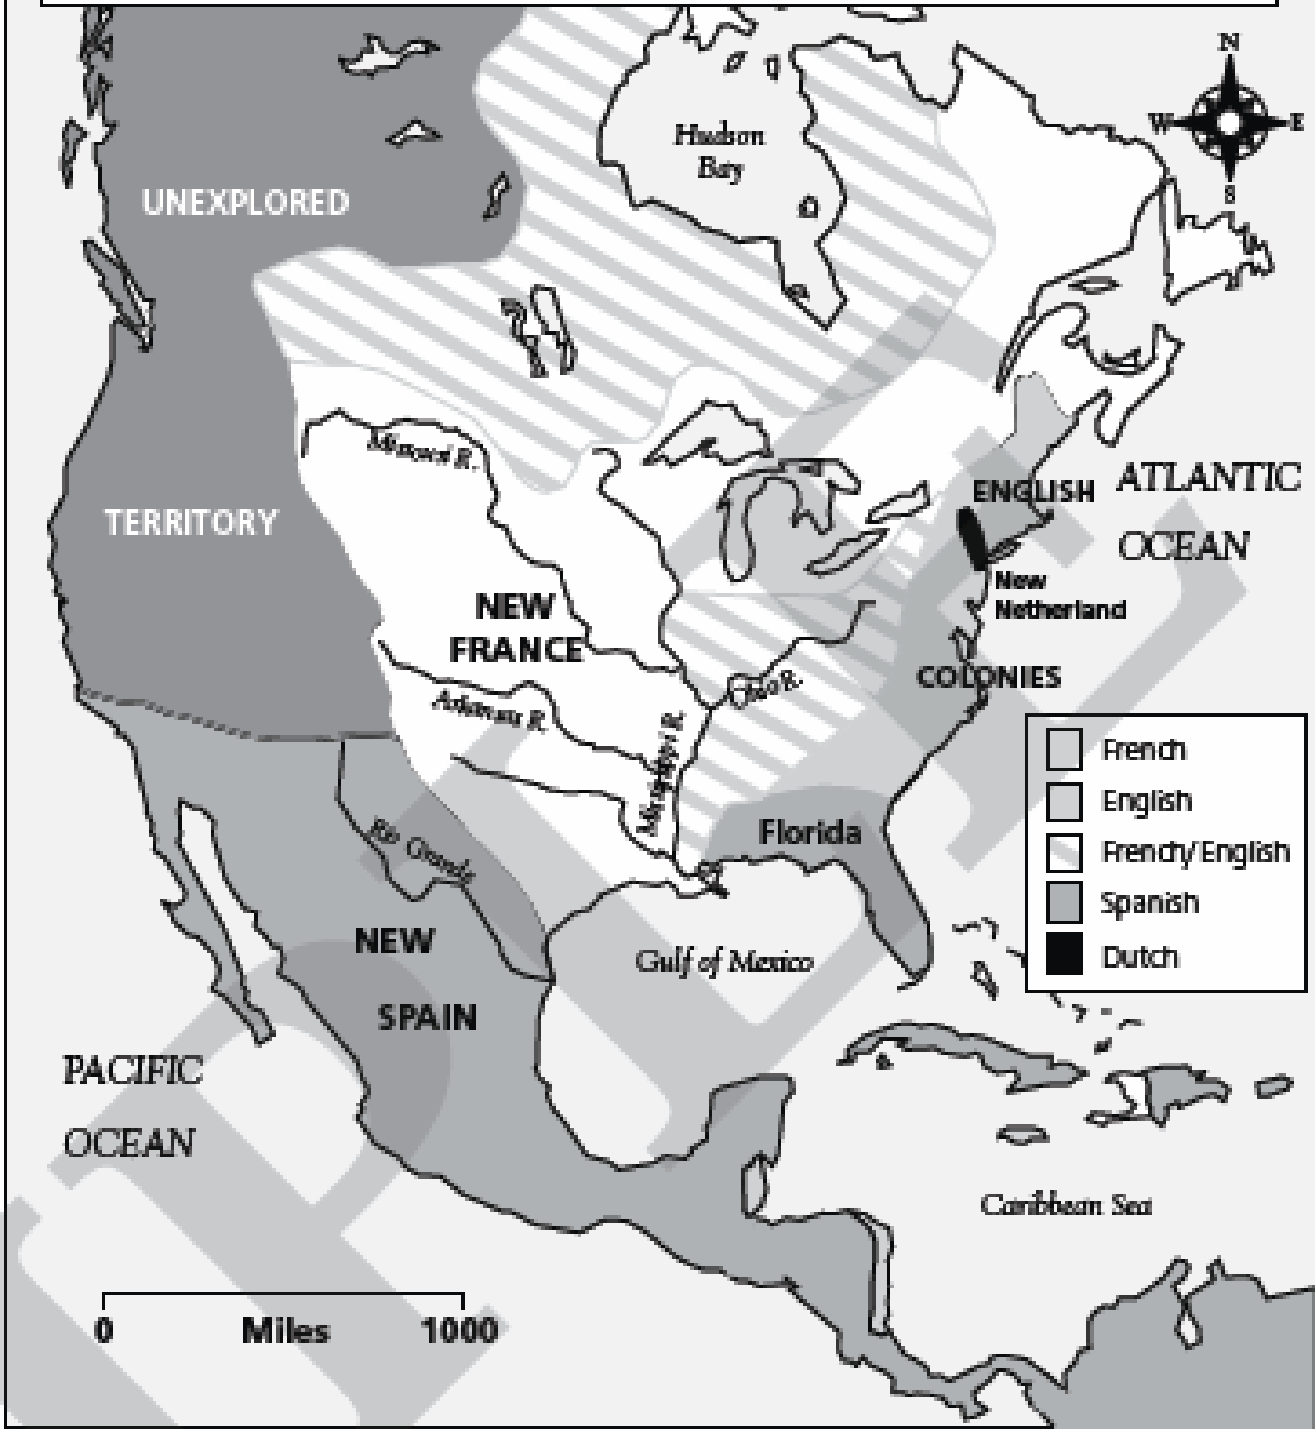 N
W
E
S
Hudson
Bay
UNEXPLORED
TERRITORY
Missouri R.
ENGLISH
ATLANTIC
OCEAN
New
Netherland
NEW
FRANCE
COLONIES
Ohio R.
Arkansas R.
Mississippi R.
French
English
French/English
Spanish
Dutch
Florida
Rio Grande
NEW
SPAIN
Gulf of Mexico
PACIFIC
OCEAN
Caribbean Sea
0 Miles 1000